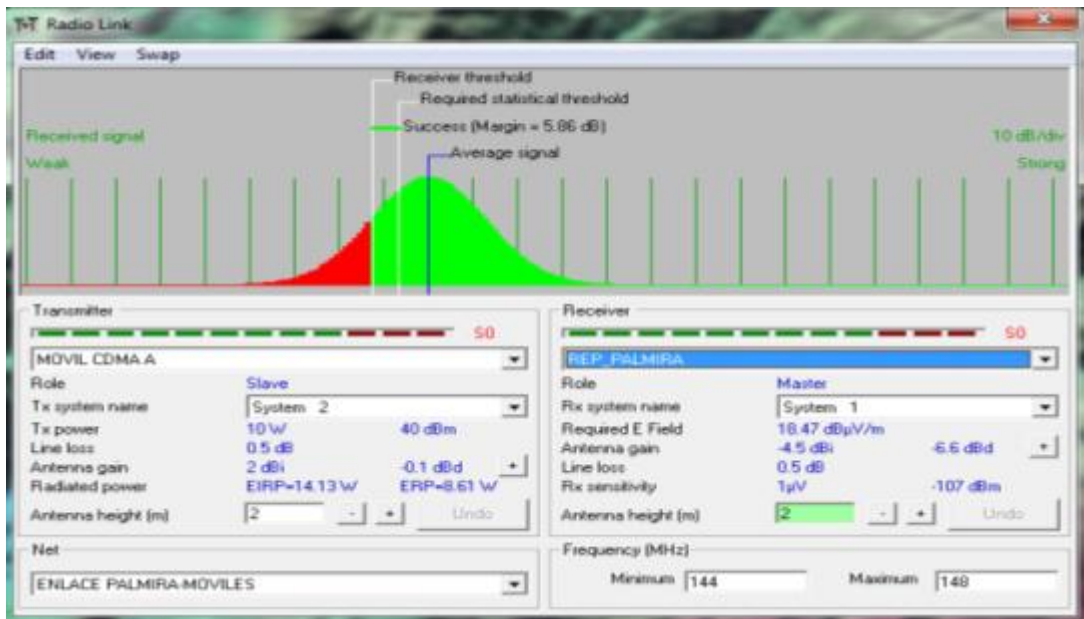 Radio Link
Edit View Swap
Receiver threshold
Required statistical threshold
Success (Margin = 5.86 dB)
Average signal
Received signal
10 dB/div
Weak
Strong
Transmitter
S0
MOVIL CDMA A
Role Slave
Tx system name System 2
Tx power 10 W 40 dBm
Line loss 0.5 dB
Antenna gain 2 dBi -0.1 dBd +
Radiated power EIRP=14.13 W ERP=8.61 W
Antenna height (m) 2 - + Undo
Net
ENLACE PALMIRA-MOVILES
Receiver
S0
REP_PALMIRA
Role Master
Rx system name System 1
Required E Field 18.47 dBµV/m
Antenna gain -4.5 dBi -6.6 dBd +
Line loss 0.5 dB
Rx sensitivity 1µV -107 dBm
Antenna height (m) 2 - + Undo
Frequency (MHz)
Minimum 144 Maximum 148